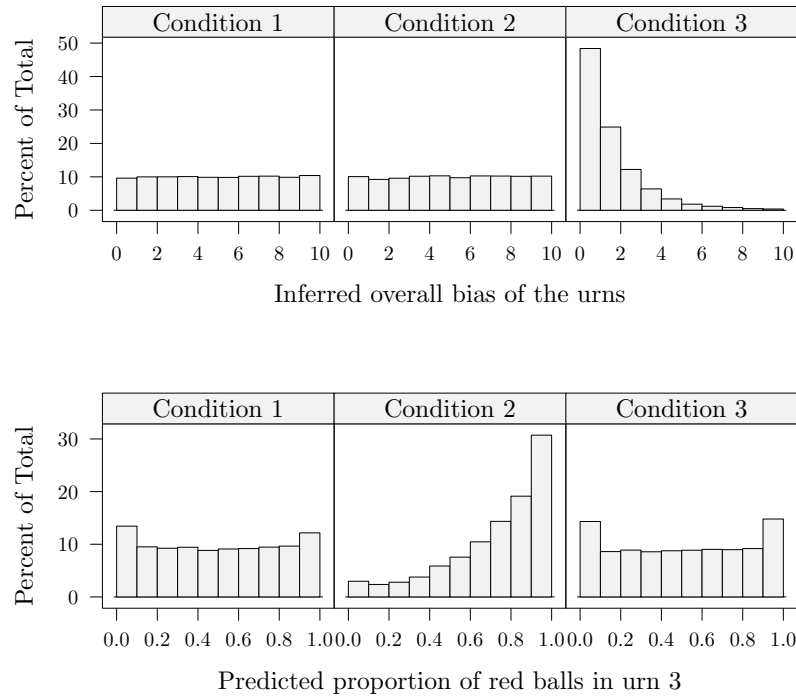 Condition 1 Condition 2 Condition 3
Percent of Total
50
40
30
20
10
0
0 2 4 6 8 10 0 2 4 6 8 10 0 2 4 6 8 10
Inferred overall bias of the urns
Condition 1 Condition 2 Condition 3
Percent of Total
30
20
10
0
0.0 0.2 0.4 0.6 0.8 1.0 0.0 0.2 0.4 0.6 0.8 1.0 0.0 0.2 0.4 0.6 0.8 1.0
Predicted proportion of red balls in urn 3